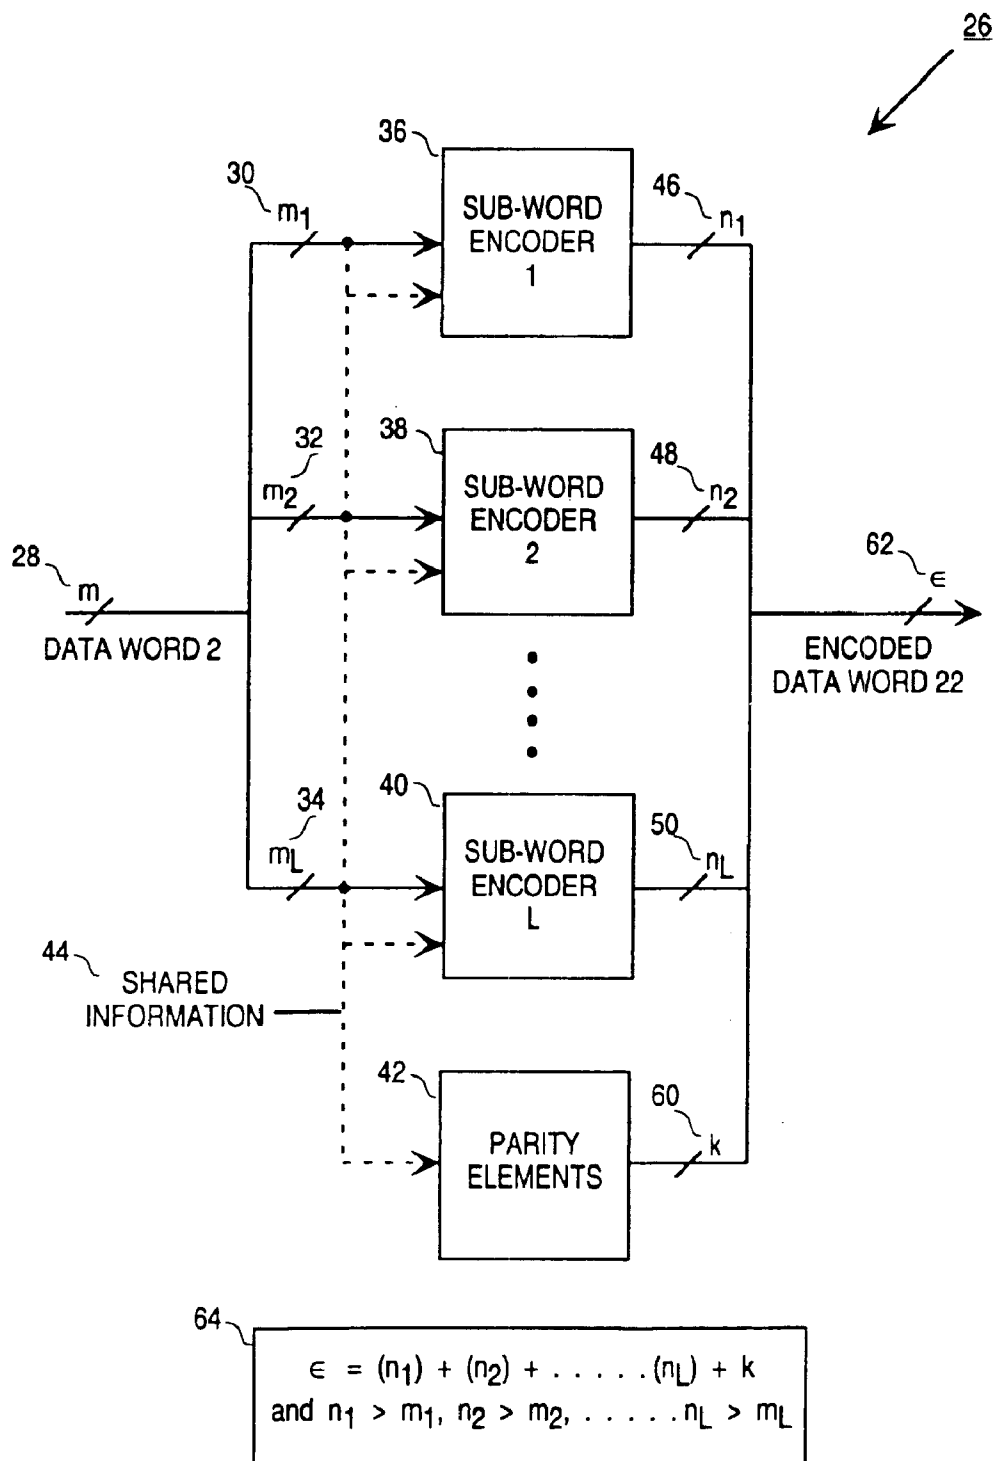 26
36
30
m1
SUB-WORD
ENCODER
1
46
n1
32
m2
38
SUB-WORD
ENCODER
2
48
n2
28
m
DATA WORD 2
62
ϵ
ENCODED
DATA WORD 22
34
mL
40
SUB-WORD
ENCODER
L
50
nL
44
SHARED
INFORMATION
42
PARITY
ELEMENTS
60
k
64
ϵ = (n1) + (n2) + . . . . . (nL) + k
and n1 > m1, n2 > m2, . . . . . . nL > mL